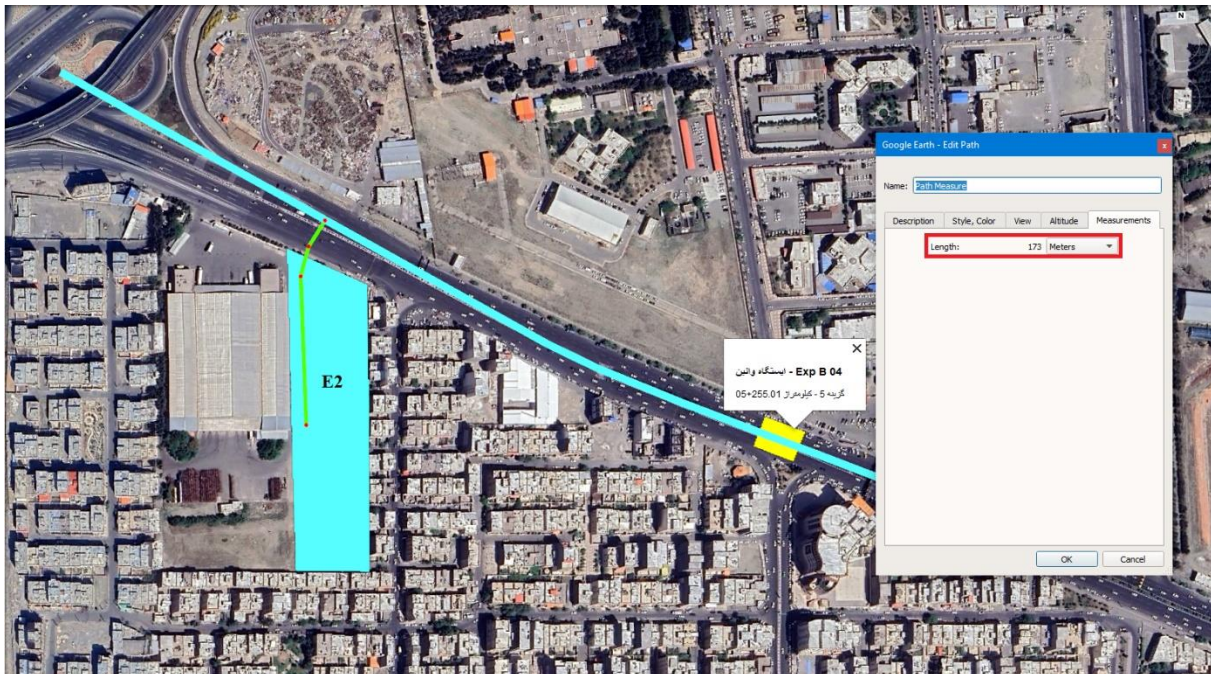 N
Google Earth - Edit Path
x
Name: Path Measure
Description Style, Color View Altitude Measurements
Length: 173 Meters
E2
ایستگاه واتین - Exp B 04
گزینه 5 - کیلومتراژ 255.01+05
OK Cancel